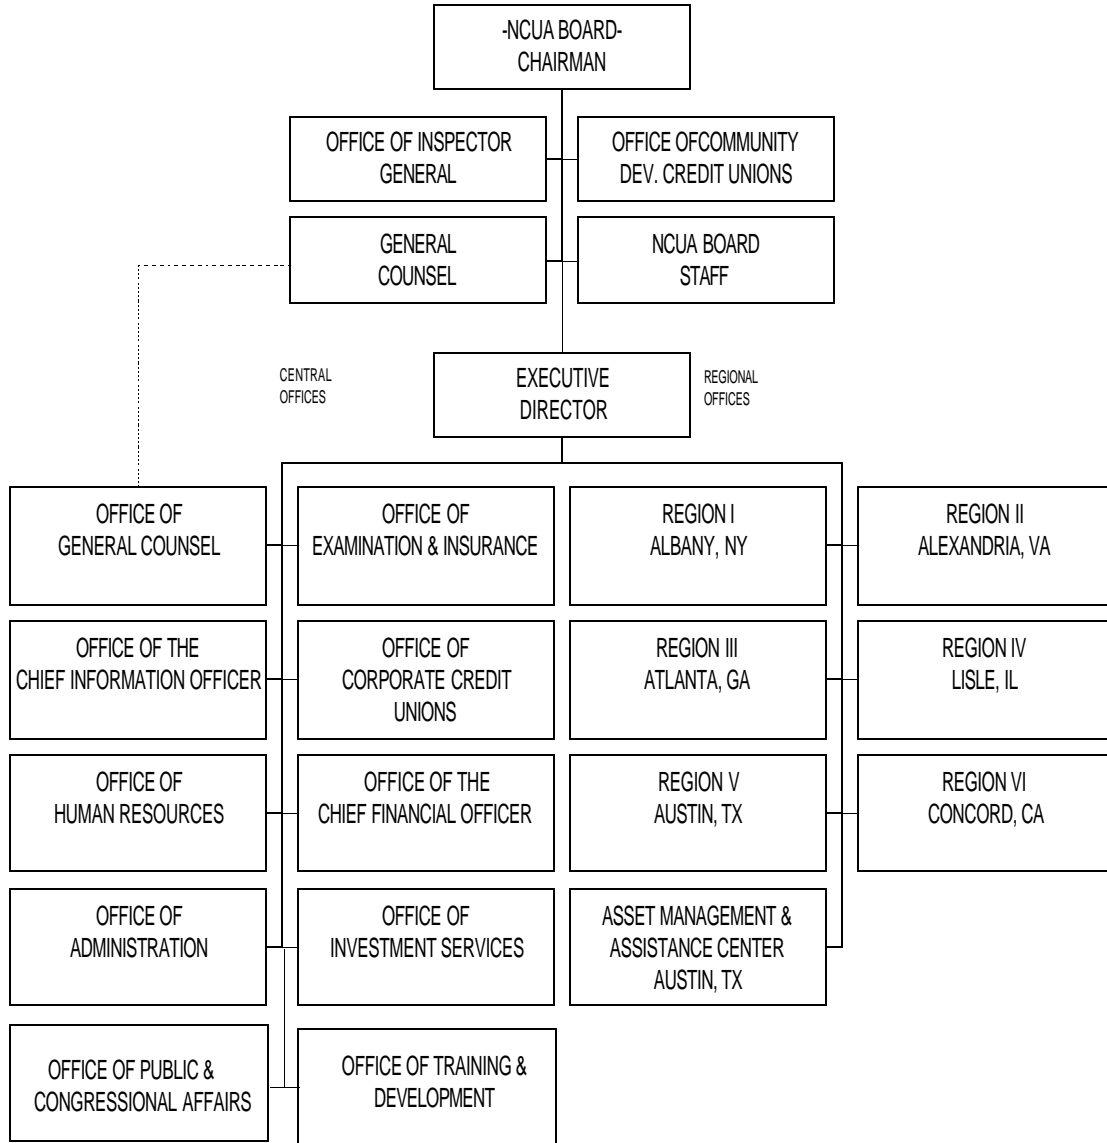 -NCUA BOARD-
CHAIRMAN
OFFICE OF INSPECTOR
GENERAL
OFFICE OFCOMMUNITY
DEV. CREDIT UNIONS
GENERAL
COUNSEL
NCUA BOARD
STAFF
CENTRAL
OFFICES
EXECUTIVE
DIRECTOR
REGIONAL
OFFICES
OFFICE OF
GENERAL COUNSEL
OFFICE OF
EXAMINATION & INSURANCE
REGION I
ALBANY, NY
REGION II
ALEXANDRIA, VA
OFFICE OF THE
CHIEF INFORMATION OFFICER
OFFICE OF
CORPORATE CREDIT
UNIONS
REGION III
ATLANTA, GA
REGION IV
LISLE, IL
OFFICE OF
HUMAN RESOURCES
OFFICE OF THE
CHIEF FINANCIAL OFFICER
REGION V
AUSTIN, TX
REGION VI
CONCORD, CA
OFFICE OF
ADMINISTRATION
OFFICE OF
INVESTMENT SERVICES
ASSET MANAGEMENT &
ASSISTANCE CENTER
AUSTIN, TX
OFFICE OF PUBLIC &
CONGRESSIONAL AFFAIRS
OFFICE OF TRAINING &
DEVELOPMENT